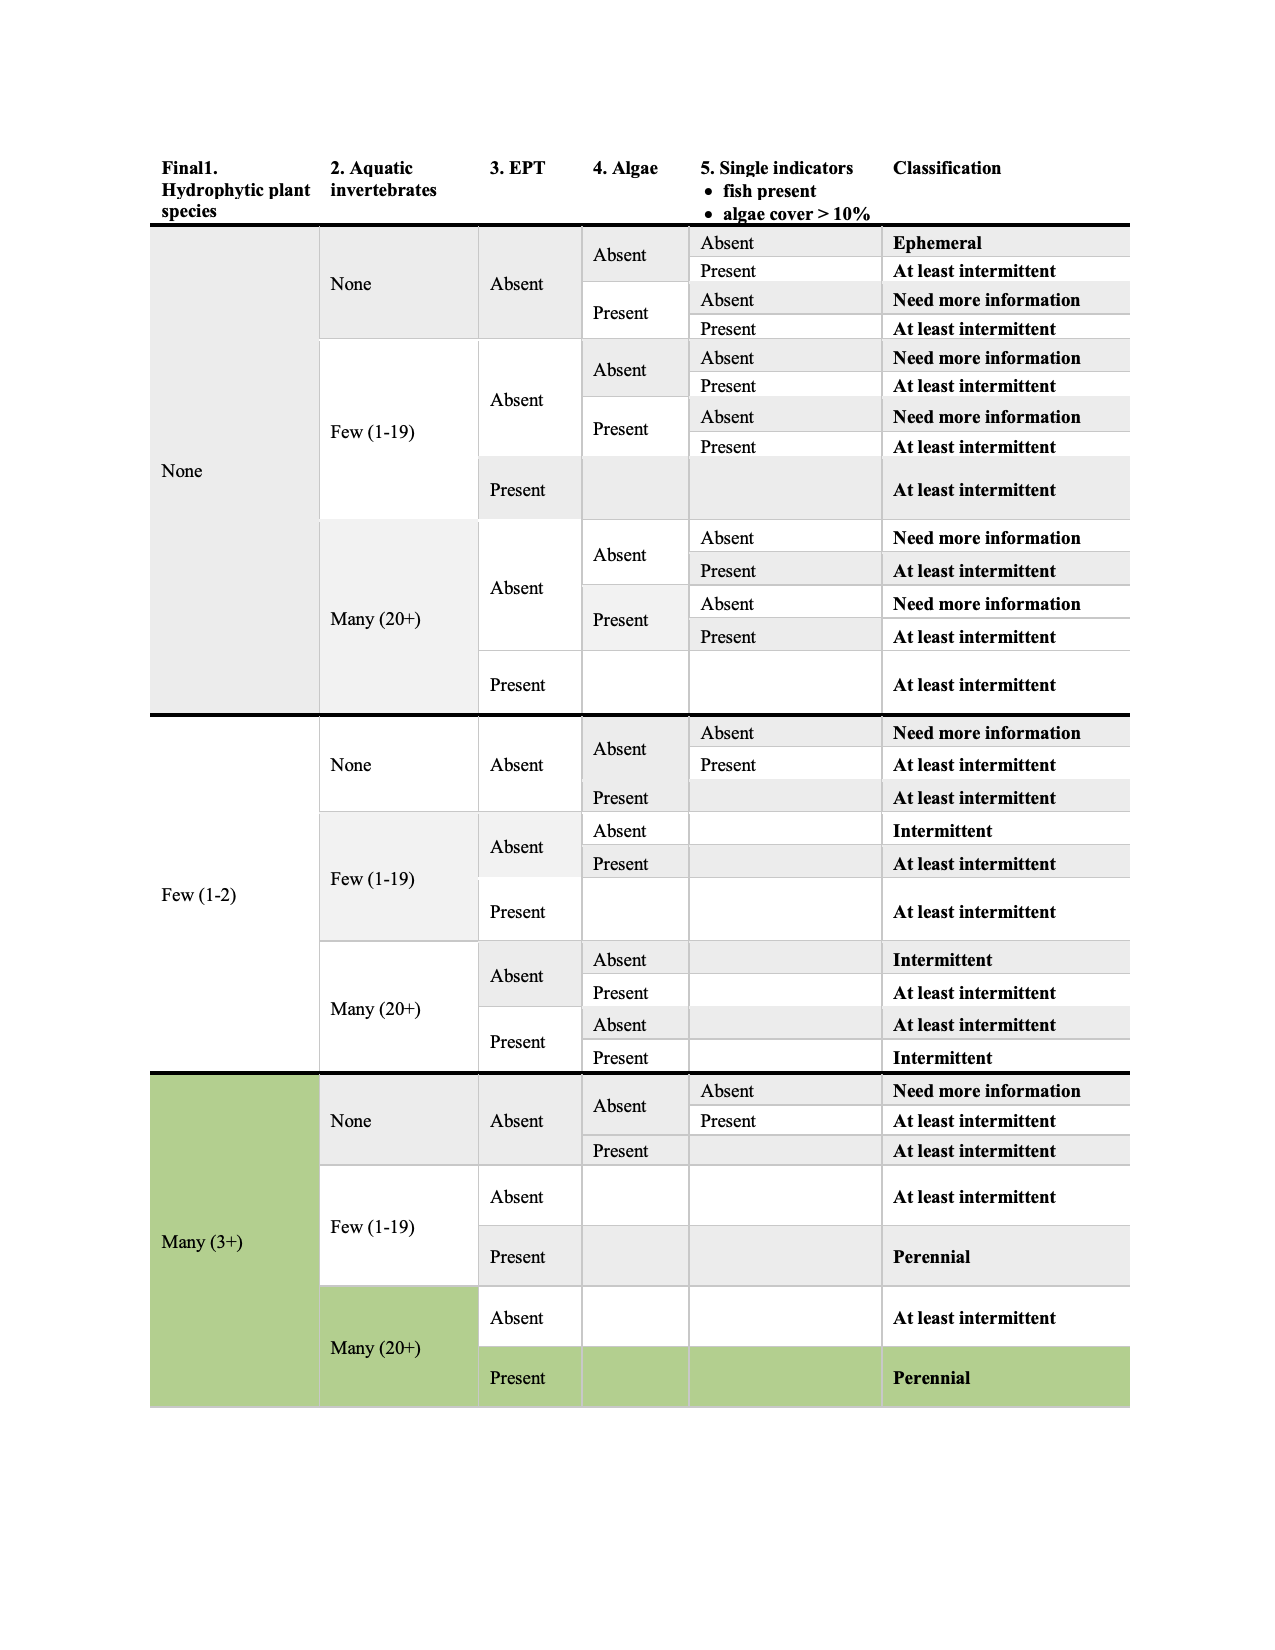 Final1. Hydrophytic plant species 2. Aquatic invertebrates 3. EPT 4. Algae 5. Single indicators • fish present • algae cover > 10% Classification
None None Absent Absent Absent Ephemeral
Present At least intermittent
Present Absent Need more information
Present At least intermittent
Few (1-19) Absent Absent Absent Need more information
Present At least intermittent
Present Absent Need more information
Present At least intermittent
Present At least intermittent
Many (20+) Absent Absent Absent Need more information
Present At least intermittent
Present Absent Need more information
Present At least intermittent
Present At least intermittent
Few (1-2) None Absent Absent Absent Need more information
Present At least intermittent
Present At least intermittent
Few (1-19) Absent Absent Intermittent
Present At least intermittent
Present At least intermittent
Many (20+) Absent Absent Intermittent
Present At least intermittent
Present Absent At least intermittent
Present Intermittent
Many (3+) None Absent Absent Absent Need more information
Present At least intermittent
Present At least intermittent
Few (1-19) Absent At least intermittent
Present Perennial
Many (20+) Absent At least intermittent
Present Perennial